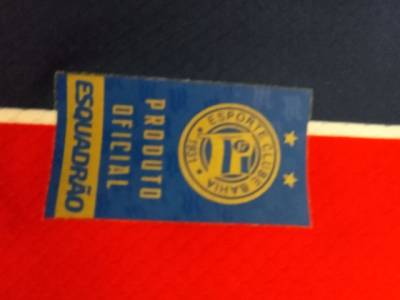 ESPORTE CLUBE BAHIA
1931
PRODUTO
OFICIAL
ESQUADRÃO